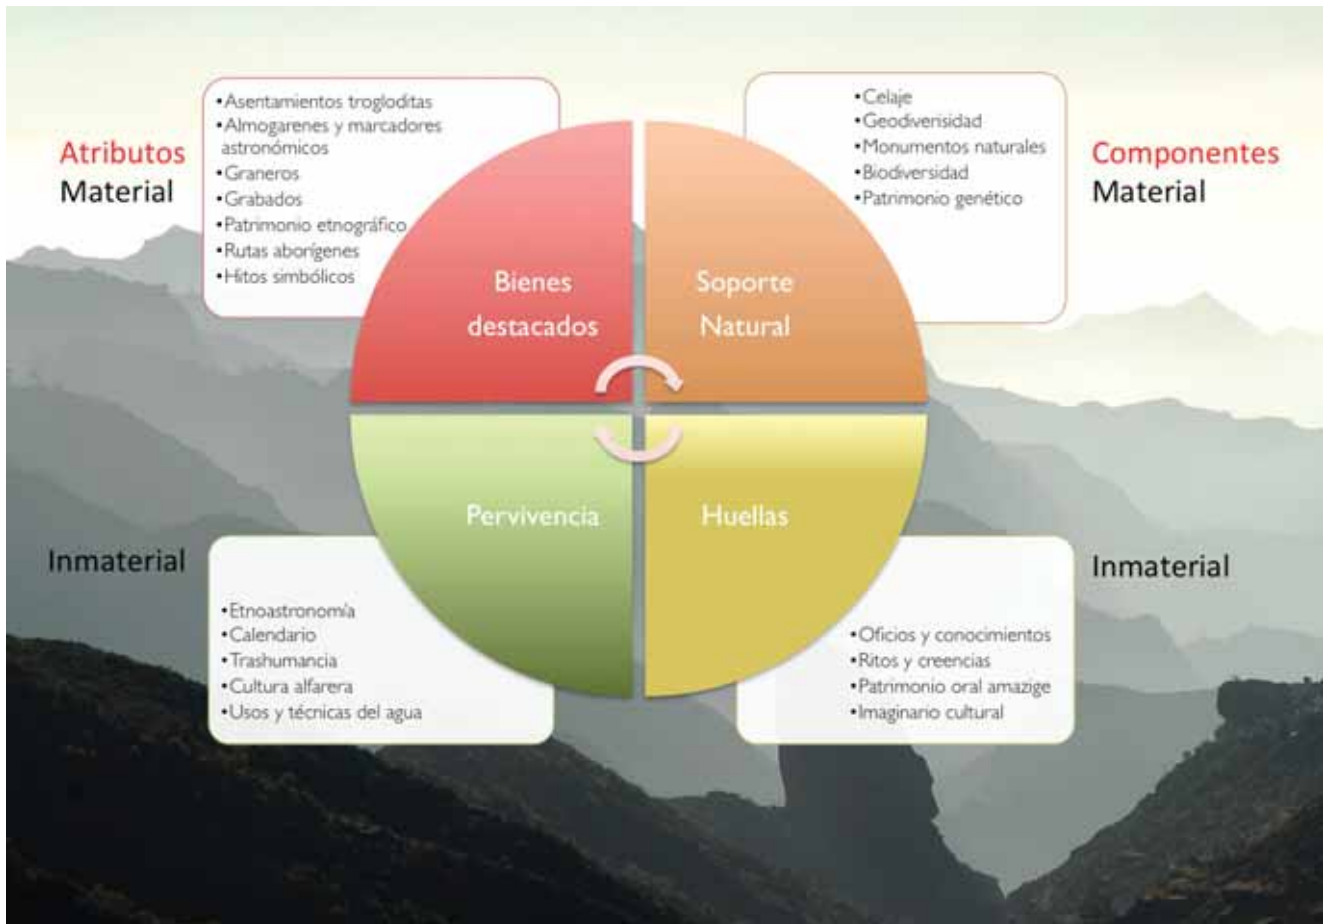 Atributos
Material
•Asentamientos trogloditas
•Almogarenes y marcadores
astronómicos
•Graneros
•Grabados
•Patrimonio etnográfico
•Rutas aborígenes
•Hitos simbólicos
Bienes
destacados
Soporte
Natural
•Celaje
•Geodiverisidad
•Monumentos naturales
•Biodiversidad
•Patrimonio genético
Componentes
Material
Inmaterial
•Etnoastronomía
•Calendario
•Trashumancia
•Cultura alfarera
•Usos y técnicas del agua
Pervivencia
Huellas
•Oficios y conocimientos
•Ritos y creencias
•Patrimonio oral amazige
•Imaginario cultural
Inmaterial